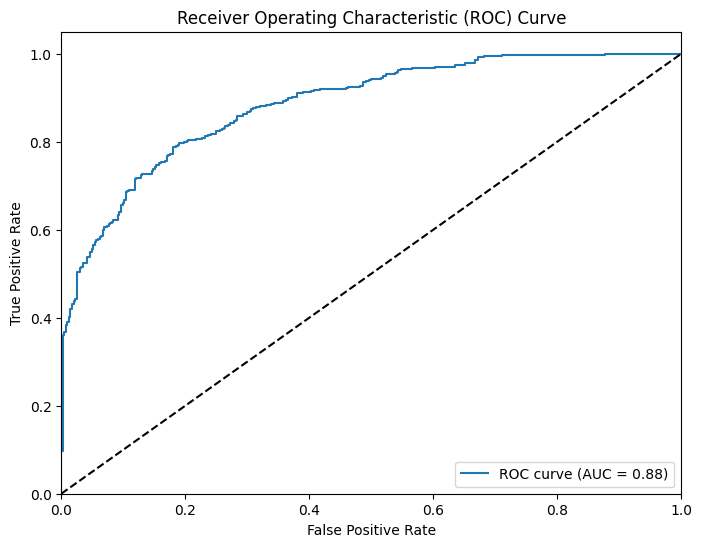 Receiver Operating Characteristic (ROC) Curve
1.0
0.8
0.6
0.4
0.2
0.0
True Positive Rate
ROC curve (AUC = 0.88)
0.0 0.2 0.4 0.6 0.8 1.0
False Positive Rate